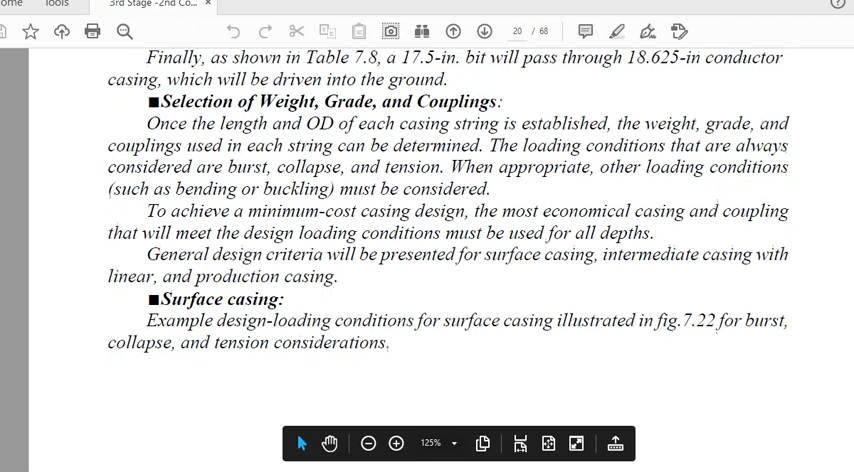 ome Tools 3rd Stage -2nd Co... ×
20 / 68
Finally, as shown in Table 7.8, a 17.5-in. bit will pass through 18.625-in conductor
casing, which will be driven into the ground.
■Selection of Weight, Grade, and Couplings:
Once the length and OD of each casing string is established, the weight, grade, and
couplings used in each string can be determined. The loading conditions that are always
considered are burst, collapse, and tension. When appropriate, other loading conditions
(such as bending or buckling) must be considered.
To achieve a minimum-cost casing design, the most economical casing and coupling
that will meet the design loading conditions must be used for all depths.
General design criteria will be presented for surface casing, intermediate casing with
linear, and production casing.
■Surface casing:
Example design-loading conditions for surface casing illustrated in fig.7.22 for burst,
collapse, and tension considerations.
125%